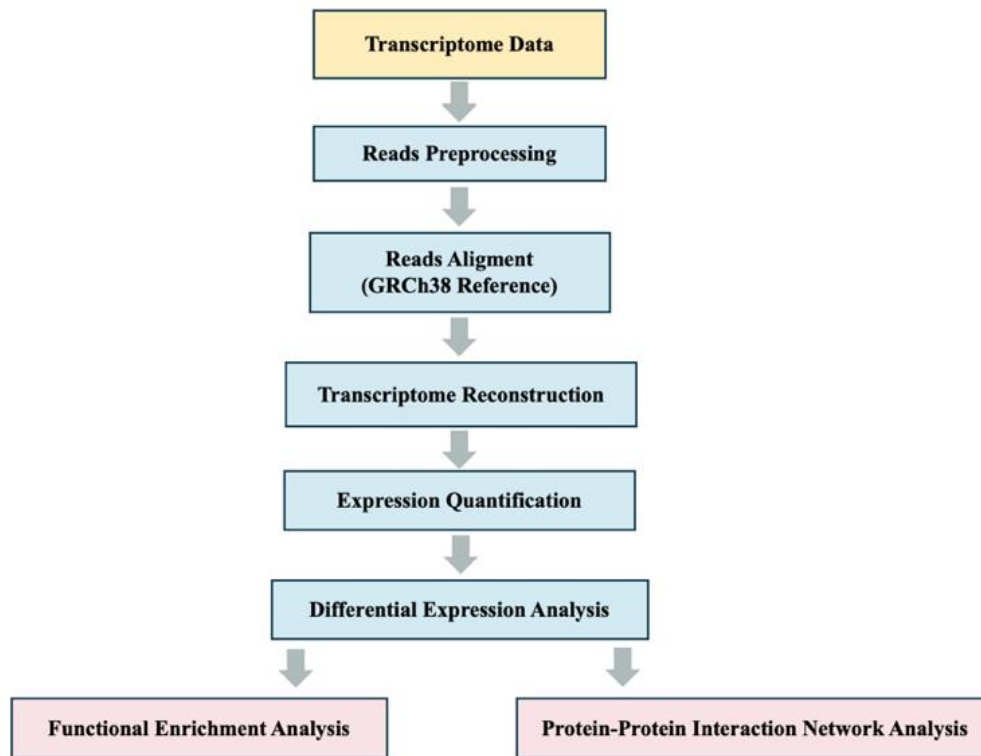 Transcriptome Data
Reads Preprocessing
Reads Aligment
(GRCh38 Reference)
Transcriptome Reconstruction
Expression Quantification
Differential Expression Analysis
Functional Enrichment Analysis
Protein-Protein Interaction Network Analysis